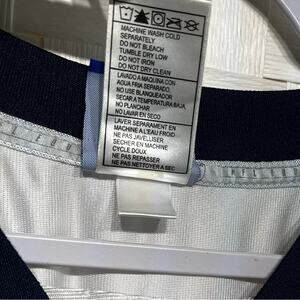 MACHINE WASH COLD
SEPARATELY
DO NOT BLEACH
TUMBLE DRY LOW
DO NOT IRON
DO NOT DRY CLEAN
LAVADO A MAQUINA CON
AGUA FRIA SEPARADO.
NO USE BLANQUEADOR
SECAR A TEMPERATURA BAJA,
NO PLANCHAR
NO LAVAR EN SECO
LAVER SEPAREMENT EN
MACHINE A L'EAU FROID
NE PAS JAVELLISER
SECHER EN MACHINE
CYCLE DOUX
NE PAS REPASSER
NE PAS NETTOYER A SEC